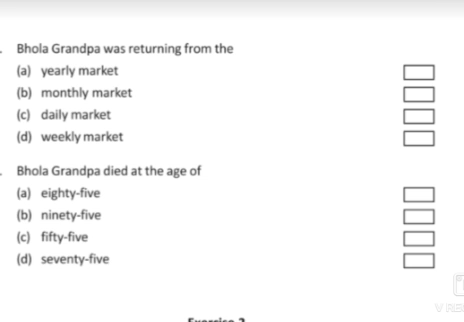 Bhola Grandpa was returning from the
(a) yearly market
(b) monthly market
(c) daily market
(d) weekly market
Bhola Grandpa died at the age of
(a) eighty-five
(b) ninety-five
(c) fifty-five
(d) seventy-five